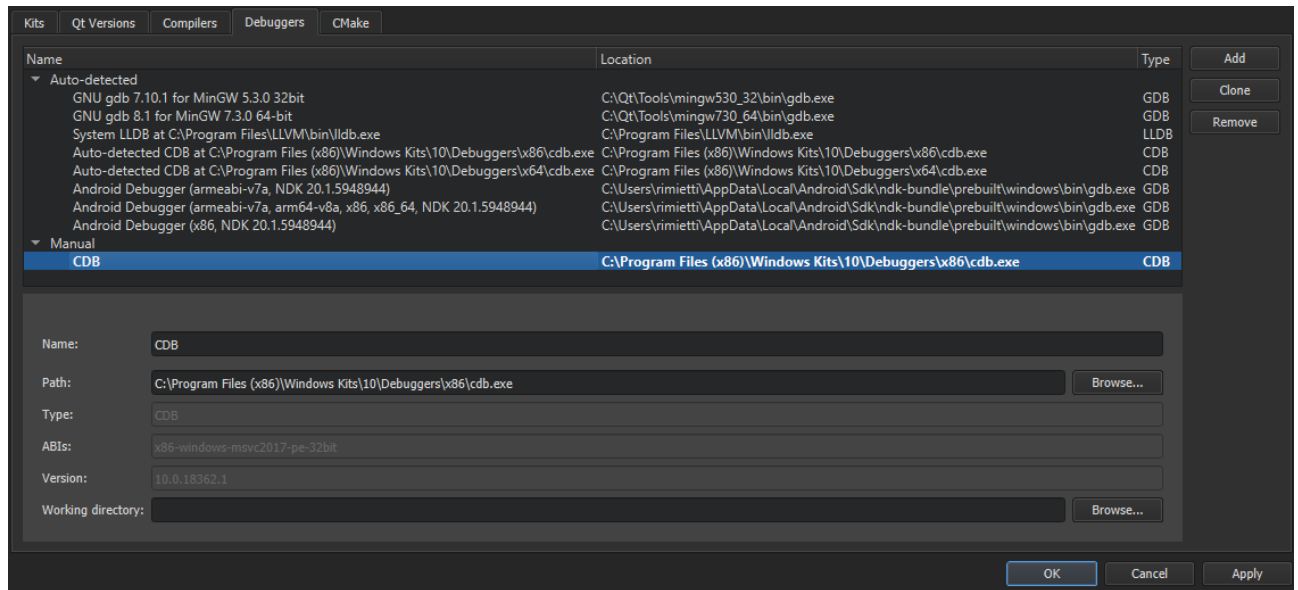 Kits Qt Versions Compilers Debuggers CMake
Name Location Type
Auto-detected
GNU gdb 7.10.1 for MinGW 5.3.0 32bit C:\Qt\Tools\mingw530_32\bin\gdb.exe GDB
GNU gdb 8.1 for MinGW 7.3.0 64-bit C:\Qt\Tools\mingw730_64\bin\gdb.exe GDB
System LLDB at C:\Program Files\LLVM\bin\lldb.exe C:\Program Files\LLVM\bin\lldb.exe LLDB
Auto-detected CDB at C:\Program Files (x86)\Windows Kits\10\Debuggers\x86\cdb.exe C:\Program Files (x86)\Windows Kits\10\Debuggers\x86\cdb.exe CDB
Auto-detected CDB at C:\Program Files (x86)\Windows Kits\10\Debuggers\x64\cdb.exe C:\Program Files (x86)\Windows Kits\10\Debuggers\x64\cdb.exe CDB
Android Debugger (armeabi-v7a, NDK 20.1.5948944) C:\Users\rimietti\AppData\Local\Android\Sdk\ndk-bundle\prebuilt\windows\bin\gdb.exe GDB
Android Debugger (armeabi-v7a, arm64-v8a, x86, x86_64, NDK 20.1.5948944) C:\Users\rimietti\AppData\Local\Android\Sdk\ndk-bundle\prebuilt\windows\bin\gdb.exe GDB
Android Debugger (x86, NDK 20.1.5948944) C:\Users\rimietti\AppData\Local\Android\Sdk\ndk-bundle\prebuilt\windows\bin\gdb.exe GDB
Manual
CDB C:\Program Files (x86)\Windows Kits\10\Debuggers\x86\cdb.exe CDB
Add
Clone
Remove
Name: CDB
Path: C:\Program Files (x86)\Windows Kits\10\Debuggers\x86\cdb.exe Browse...
Type: CDB
ABIs: x86-windows-msvc2017-pe-32bit
Version: 10.0.18362.1
Working directory: Browse...
OK Cancel Apply